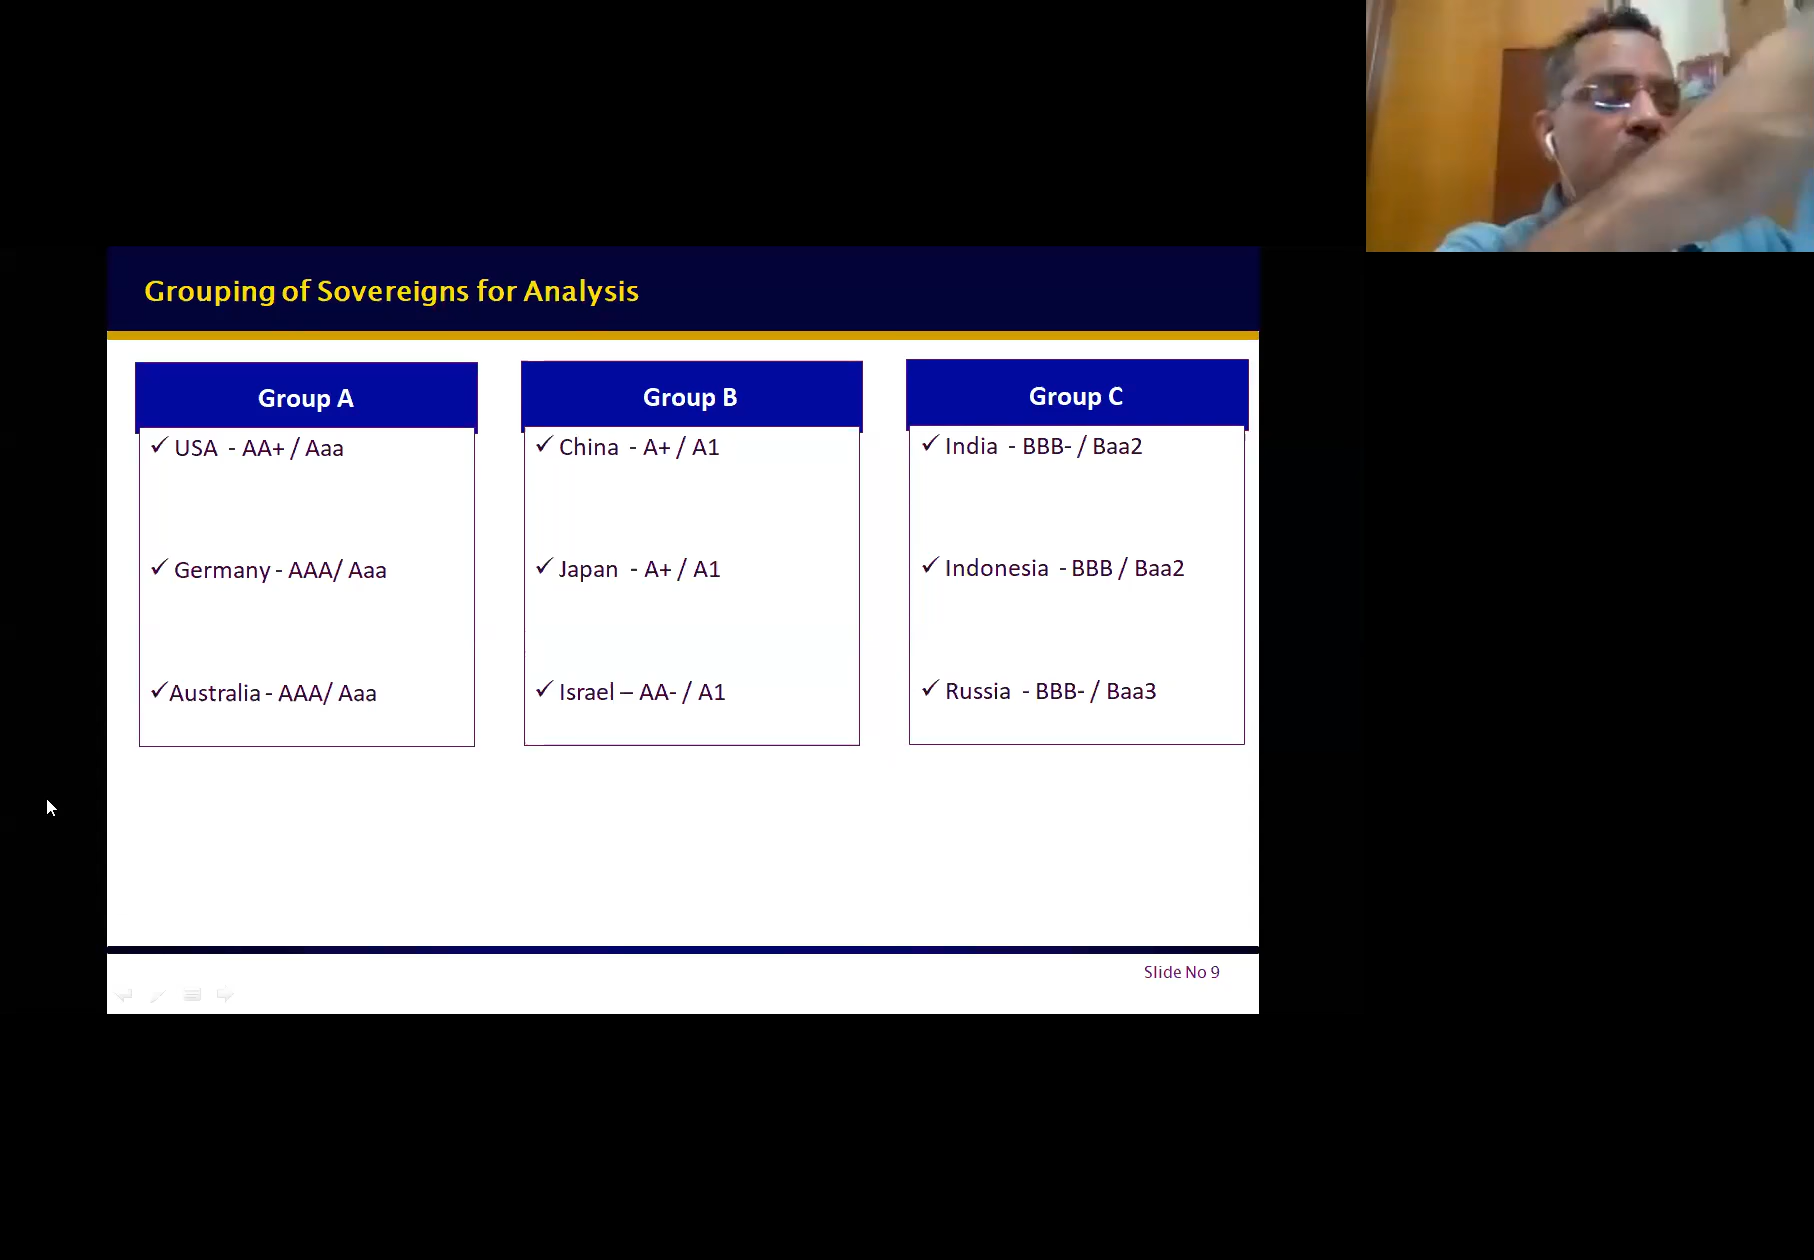 Grouping of Sovereigns for Analysis
Group A
✓ USA - AA+ / Aaa
✓ Germany - AAA/ Aaa
✓Australia - AAA/ Aaa
Group B
✓ China - A+ / A1
✓ Japan - A+ / A1
✓ Israel – AA- / A1
Group C
✓ India - BBB- / Baa2
✓ Indonesia - BBB / Baa2
✓ Russia - BBB- / Baa3
Slide No 9